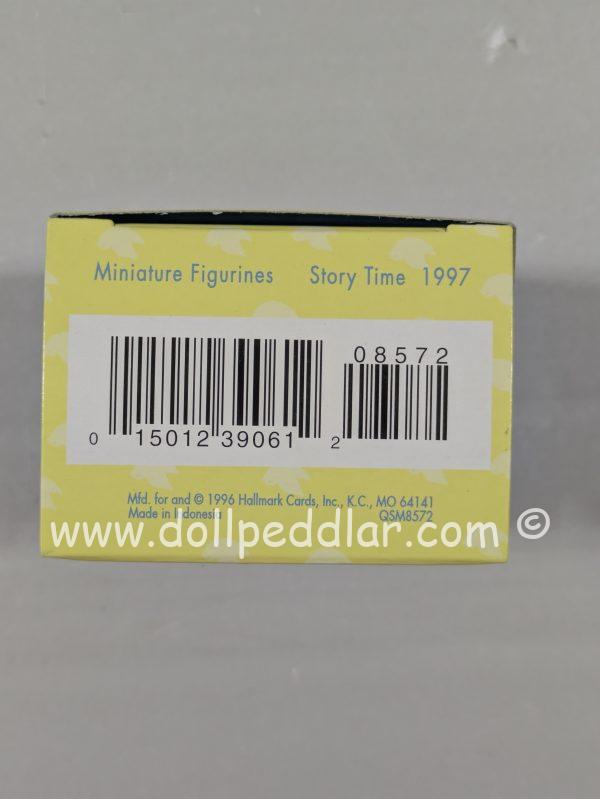 Miniature Figurines Story Time 1997
08572
0 15012 39061 2
Mfd. for and © 1996 Hallmark Cards, Inc., K.C., MO 64141
Made in Indonesia QSM8572
www.dollpeddlar.com ©